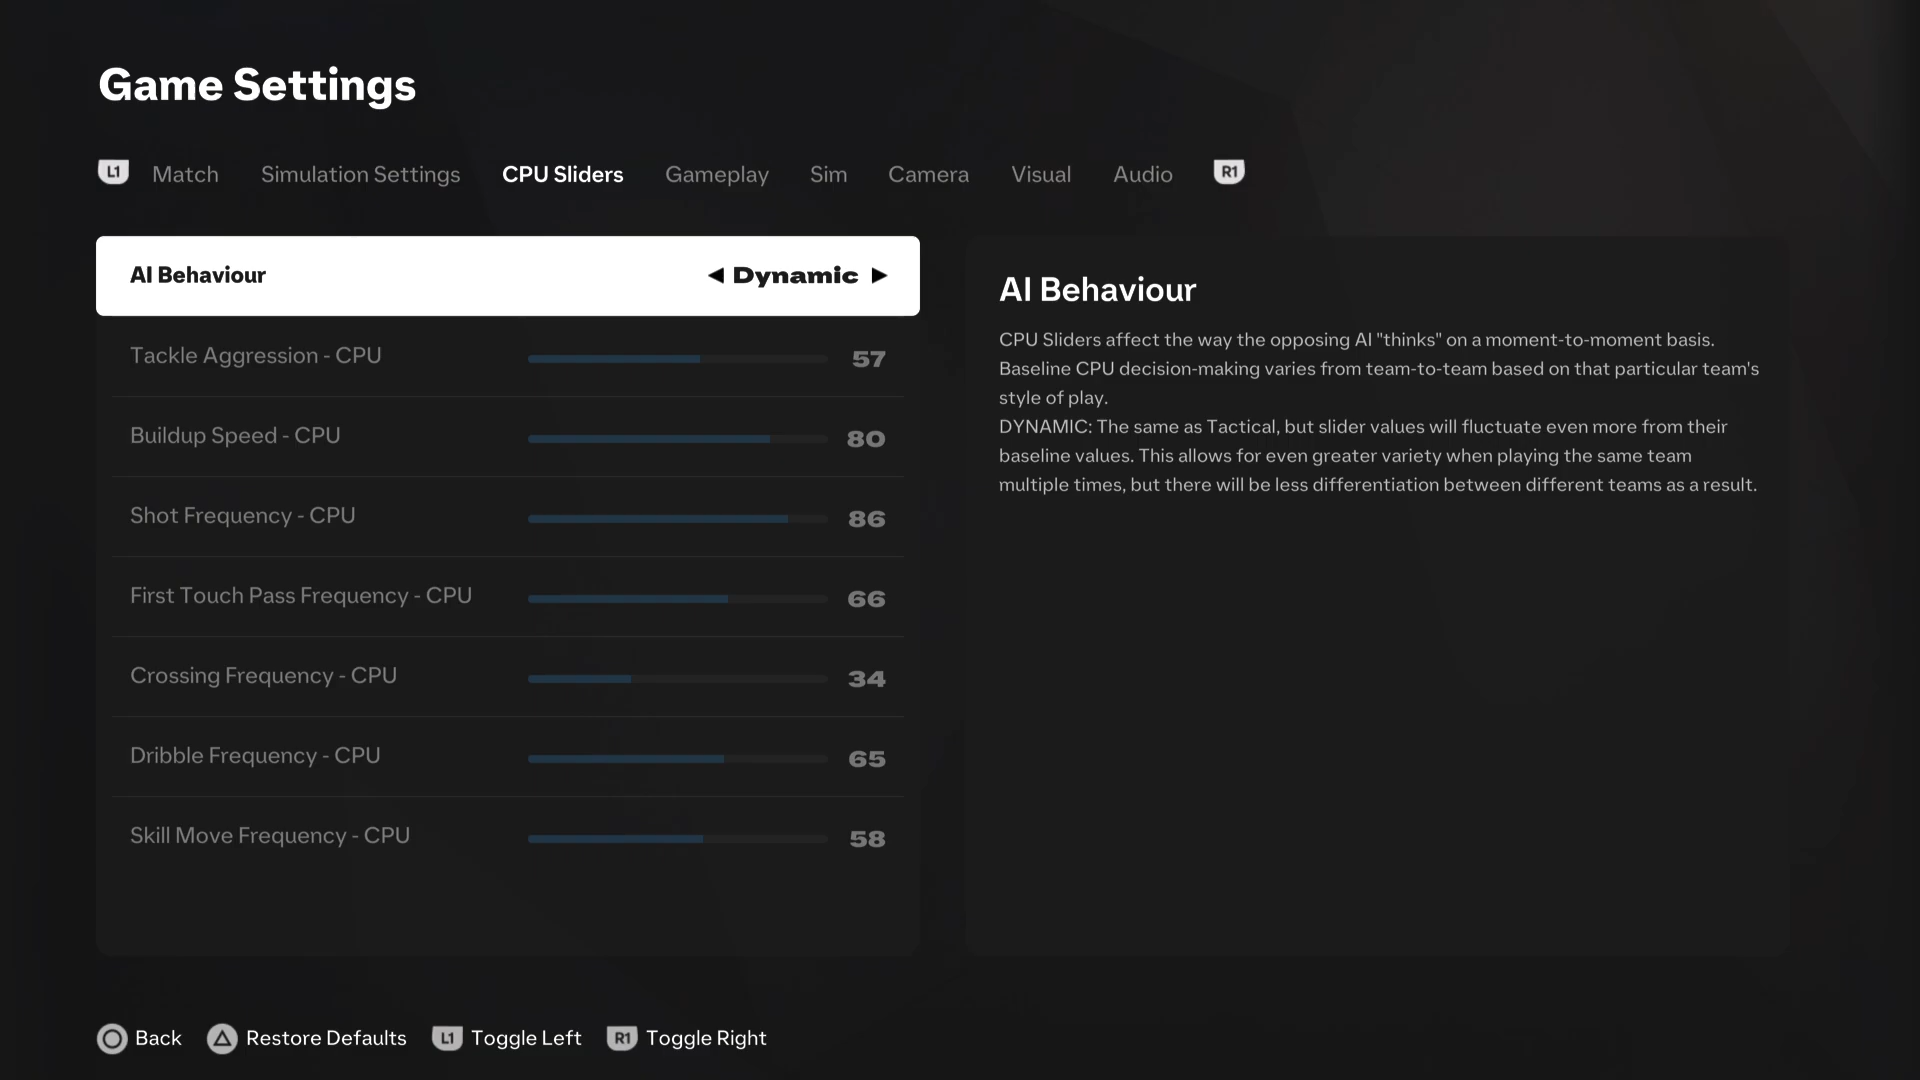 Game Settings
L1 Match Simulation Settings CPU Sliders Gameplay Sim Camera Visual Audio R1
AI Behaviour Dynamic
Tackle Aggression - CPU 57
Buildup Speed - CPU 80
Shot Frequency - CPU 86
First Touch Pass Frequency - CPU 66
Crossing Frequency - CPU 34
Dribble Frequency - CPU 65
Skill Move Frequency - CPU 58
AI Behaviour
CPU Sliders affect the way the opposing AI "thinks" on a moment-to-moment basis.
Baseline CPU decision-making varies from team-to-team based on that particular team's
style of play.
DYNAMIC: The same as Tactical, but slider values will fluctuate even more from their
baseline values. This allows for even greater variety when playing the same team
multiple times, but there will be less differentiation between different teams as a result.
Back Restore Defaults L1 Toggle Left R1 Toggle Right